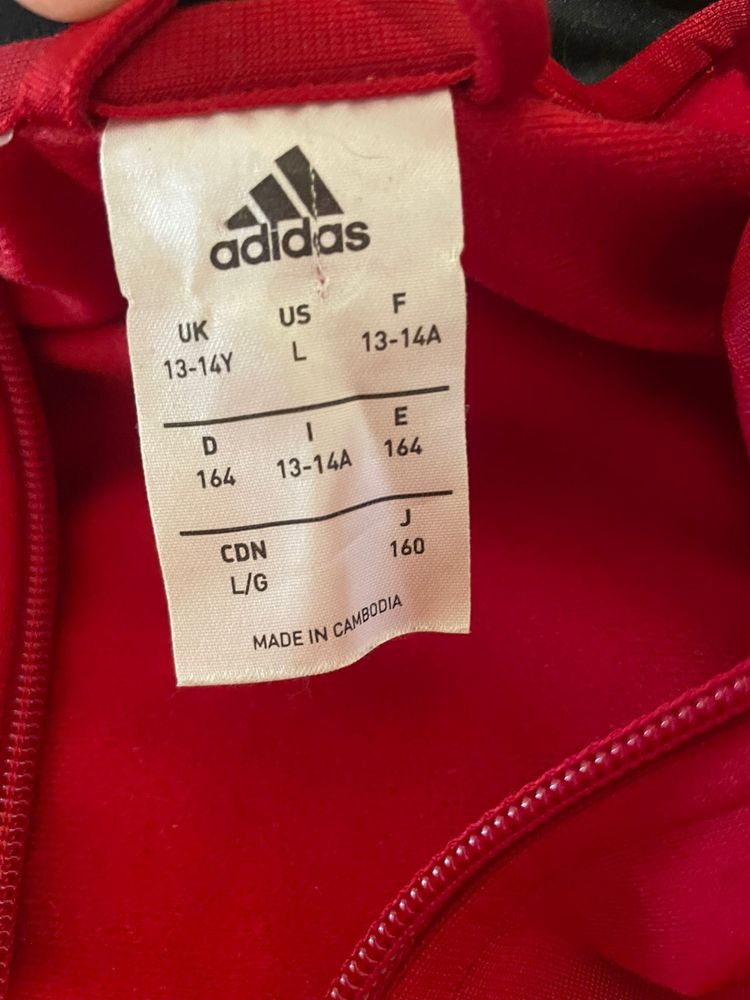 adidas
UK US F
13-14Y L 13-14A
D I E
164 13-14A 164
CDN J
L/G 160
MADE IN CAMBODIA